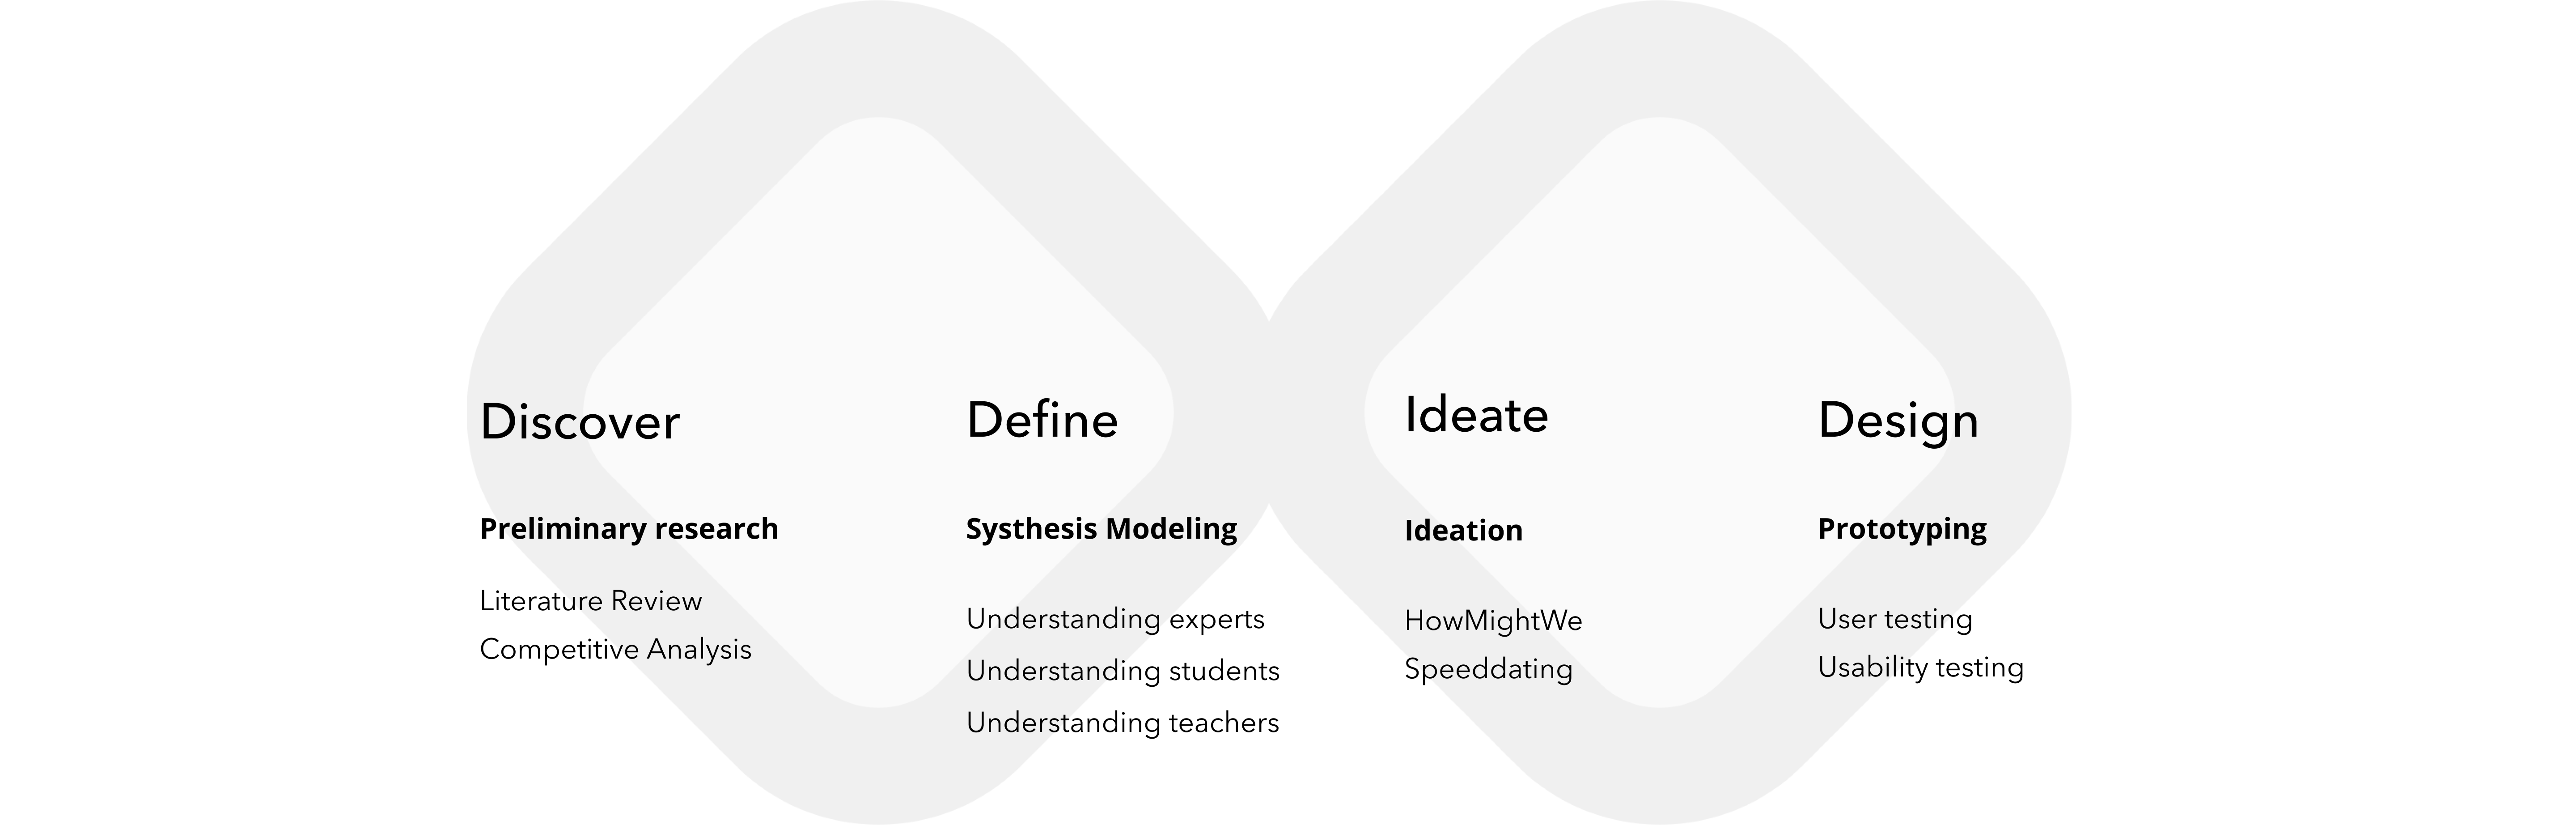 Discover
Preliminary research
Literature Review
Competitive Analysis
Define
Systhesis Modeling
Understanding experts
Understanding students
Understanding teachers
Ideate
Ideation
HowMightWe
Speeddating
Design
Prototyping
User testing
Usability testing